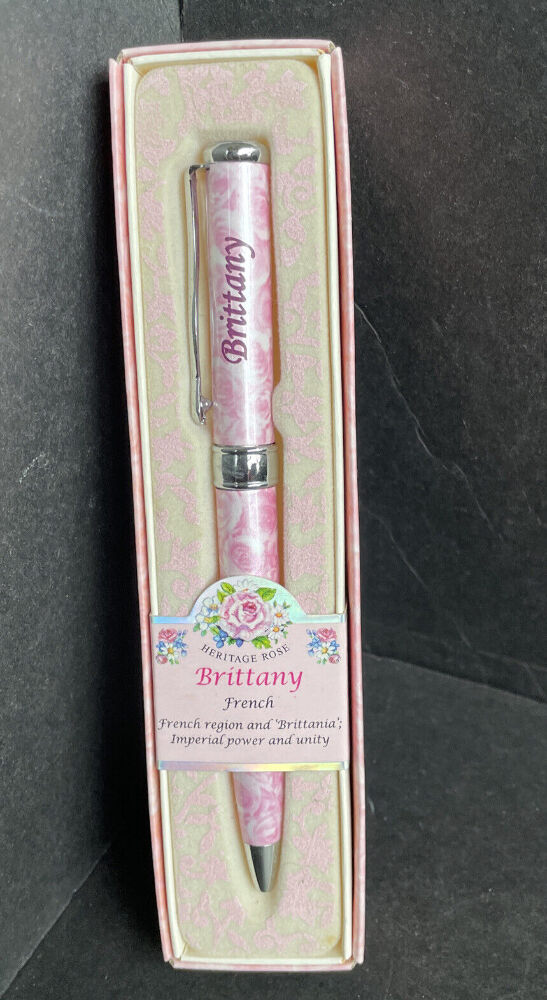 Brittany
HERITAGE ROSE
Brittany
French
French region and 'Brittania';
Imperial power and unity